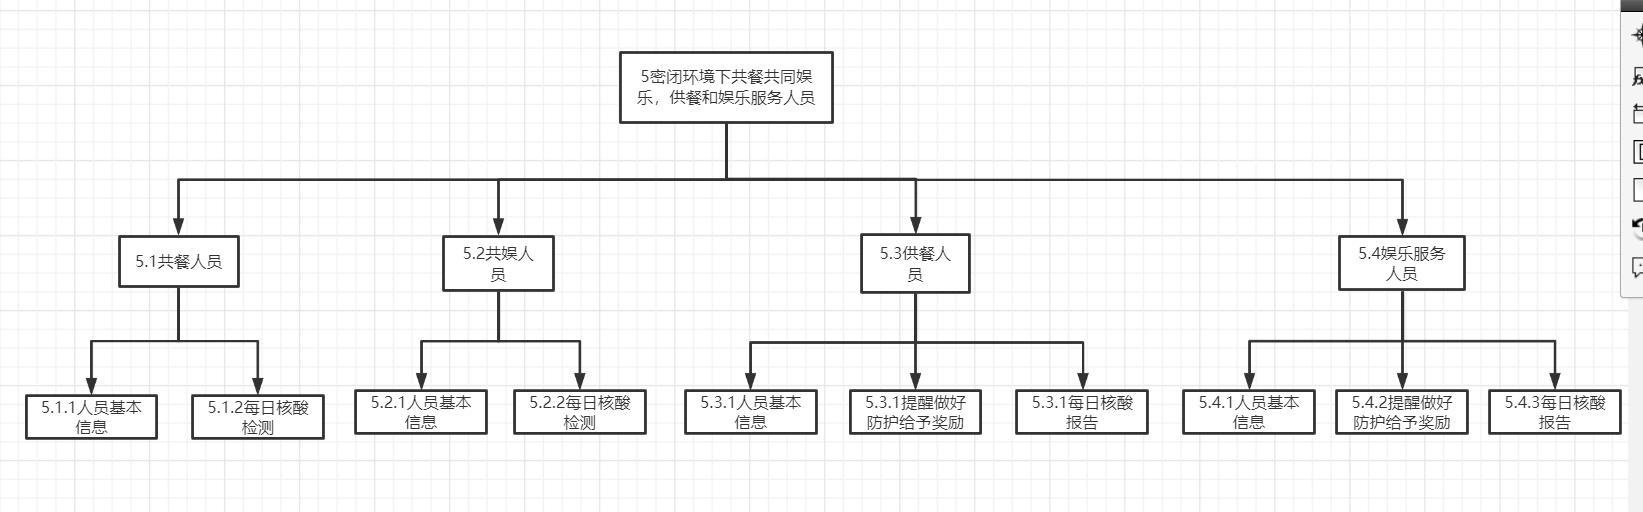 5密闭环境下共餐共同娱
乐，供餐和娱乐服务人员
5.1共餐人员
5.2共娱人
员
5.3供餐人
员
5.4娱乐服务
人员
5.1.1人员基本
信息
5.1.2每日核酸
检测
5.2.1人员基本
信息
5.2.2每日核酸
检测
5.3.1人员基本
信息
5.3.1提醒做好
防护给予奖励
5.3.1每日核酸
报告
5.4.1人员基本
信息
5.4.2提醒做好
防护给予奖励
5.4.3每日核酸
报告